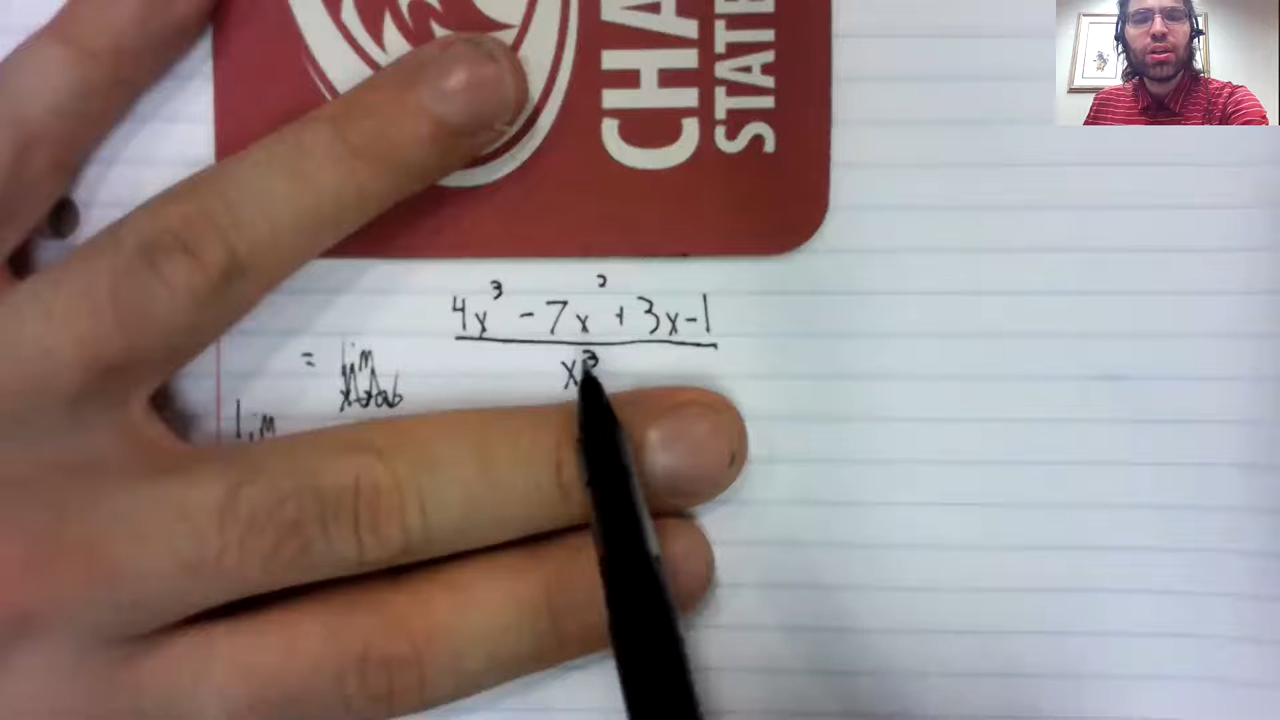 CHA
STATE
4x³ - 7x² + 3x - 1
= lim x³
lim